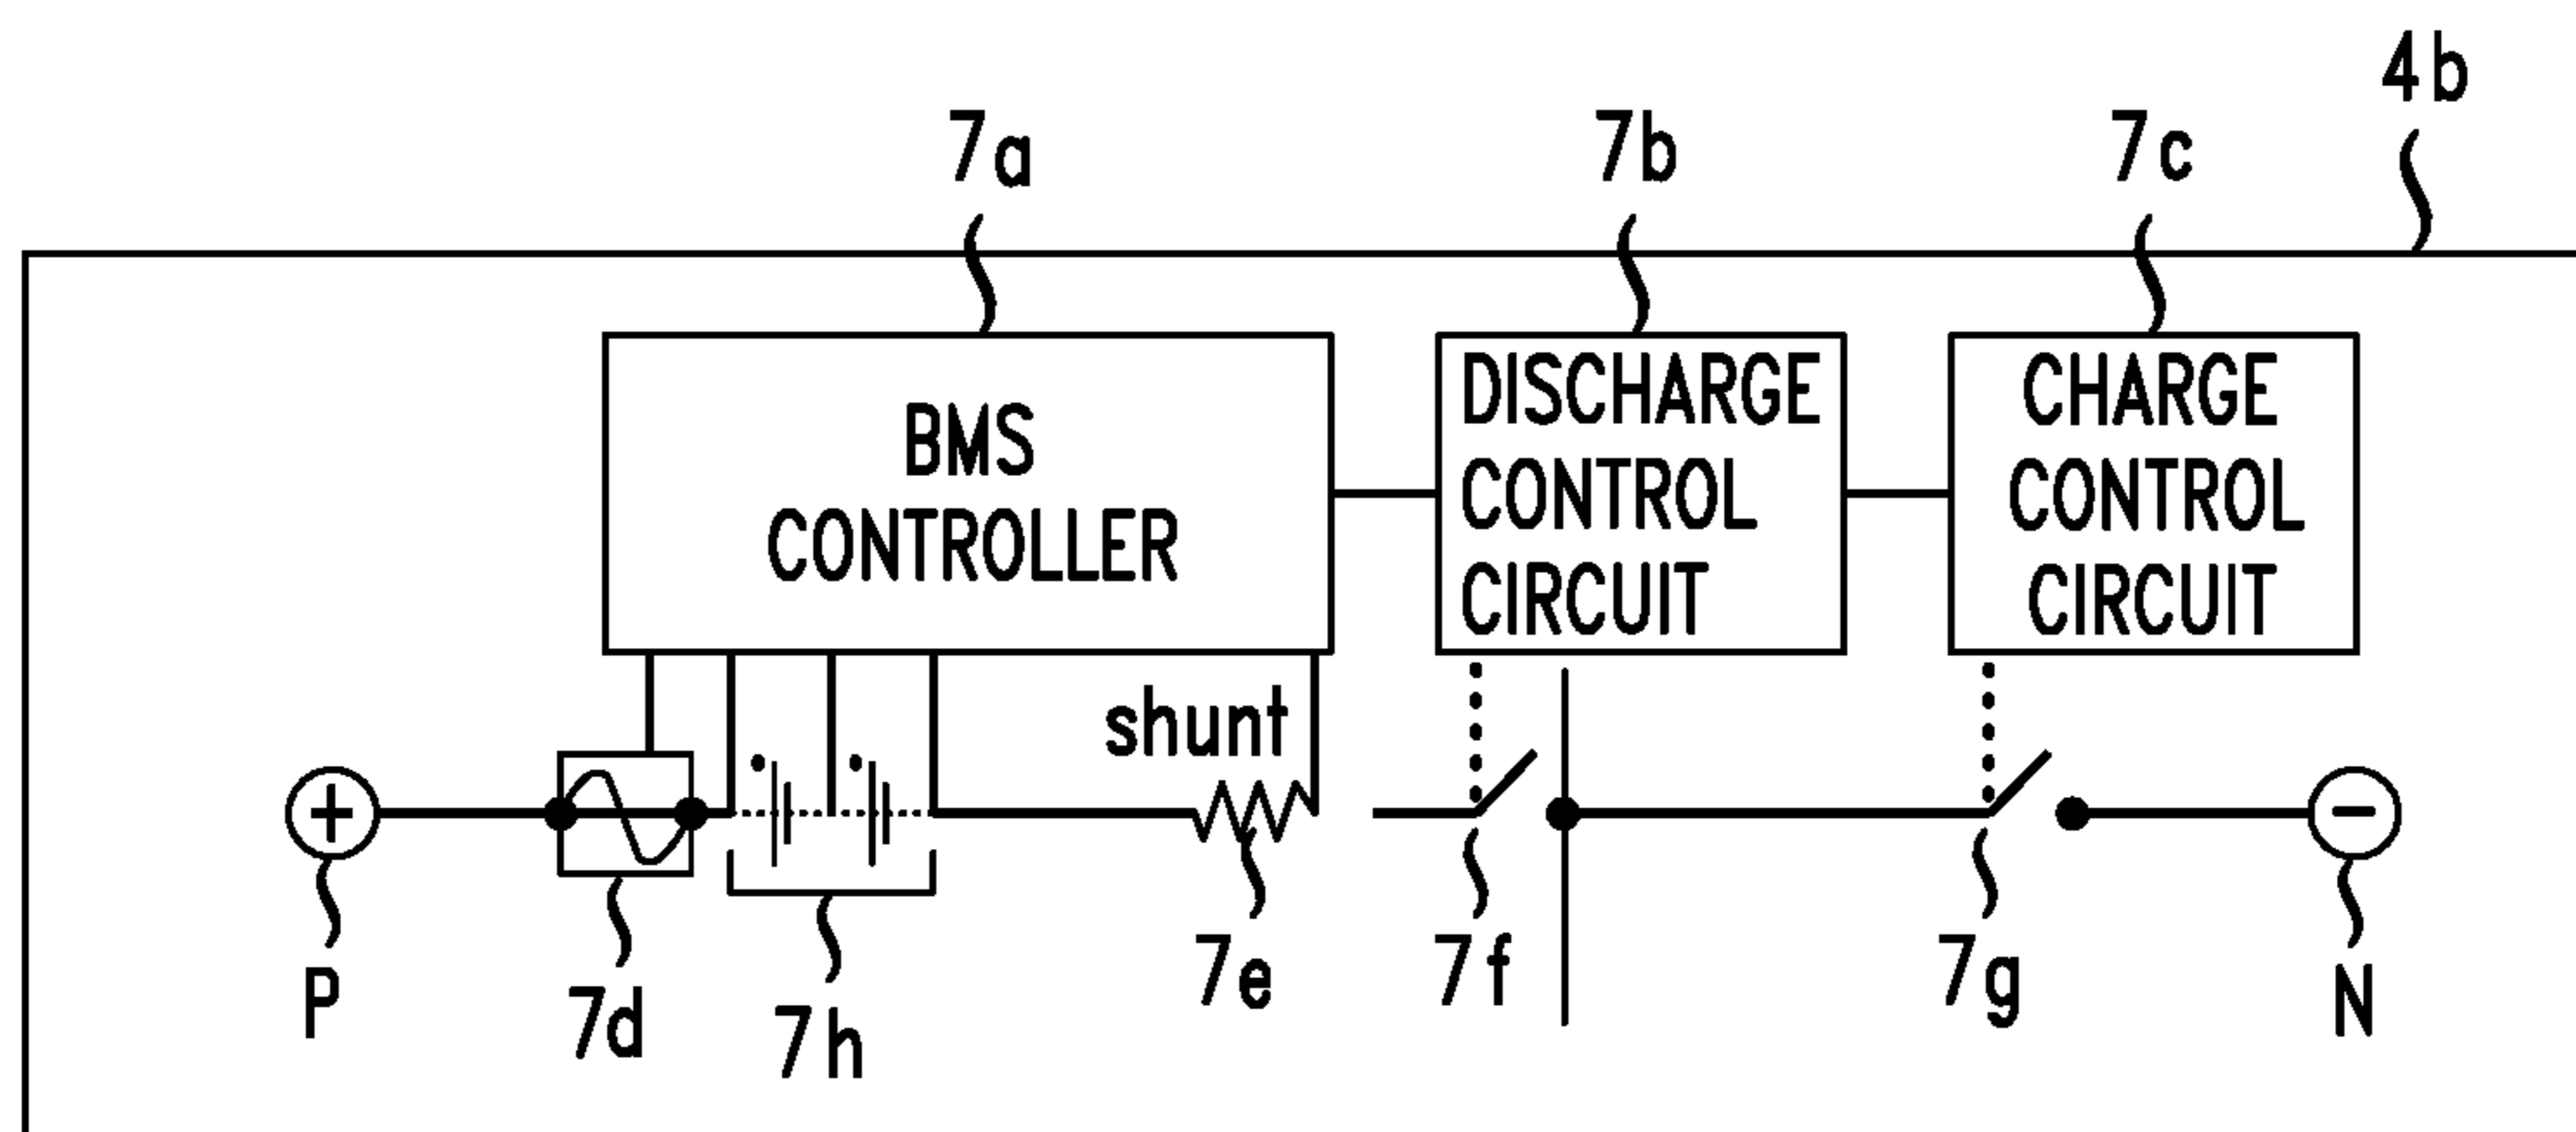 4b
7a
7b
7c
BMS
CONTROLLER
DISCHARGE
CONTROL
CIRCUIT
CHARGE
CONTROL
CIRCUIT
shunt
+
−
P
7d
7h
7e
7f
7g
N